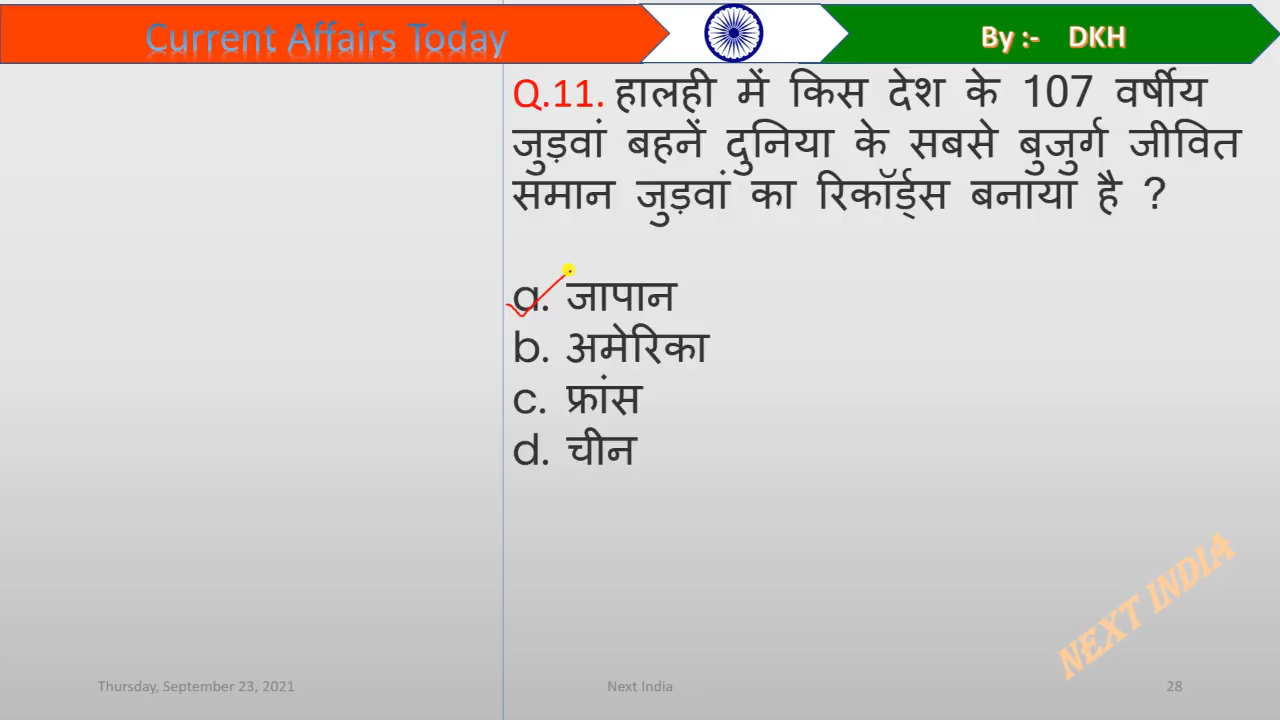 Current Affairs Today
By :- DKH
Q.11. हालही में किस देश के 107 वर्षीय
जुड़वां बहनें दुनिया के सबसे बुजुर्ग जीवित
समान जुड़वां का रिकॉर्ड्स बनाया है ?
a. जापान
b. अमेरिका
c. फ्रांस
d. चीन
NEXT INDIA
Thursday, September 23, 2021
Next India
28